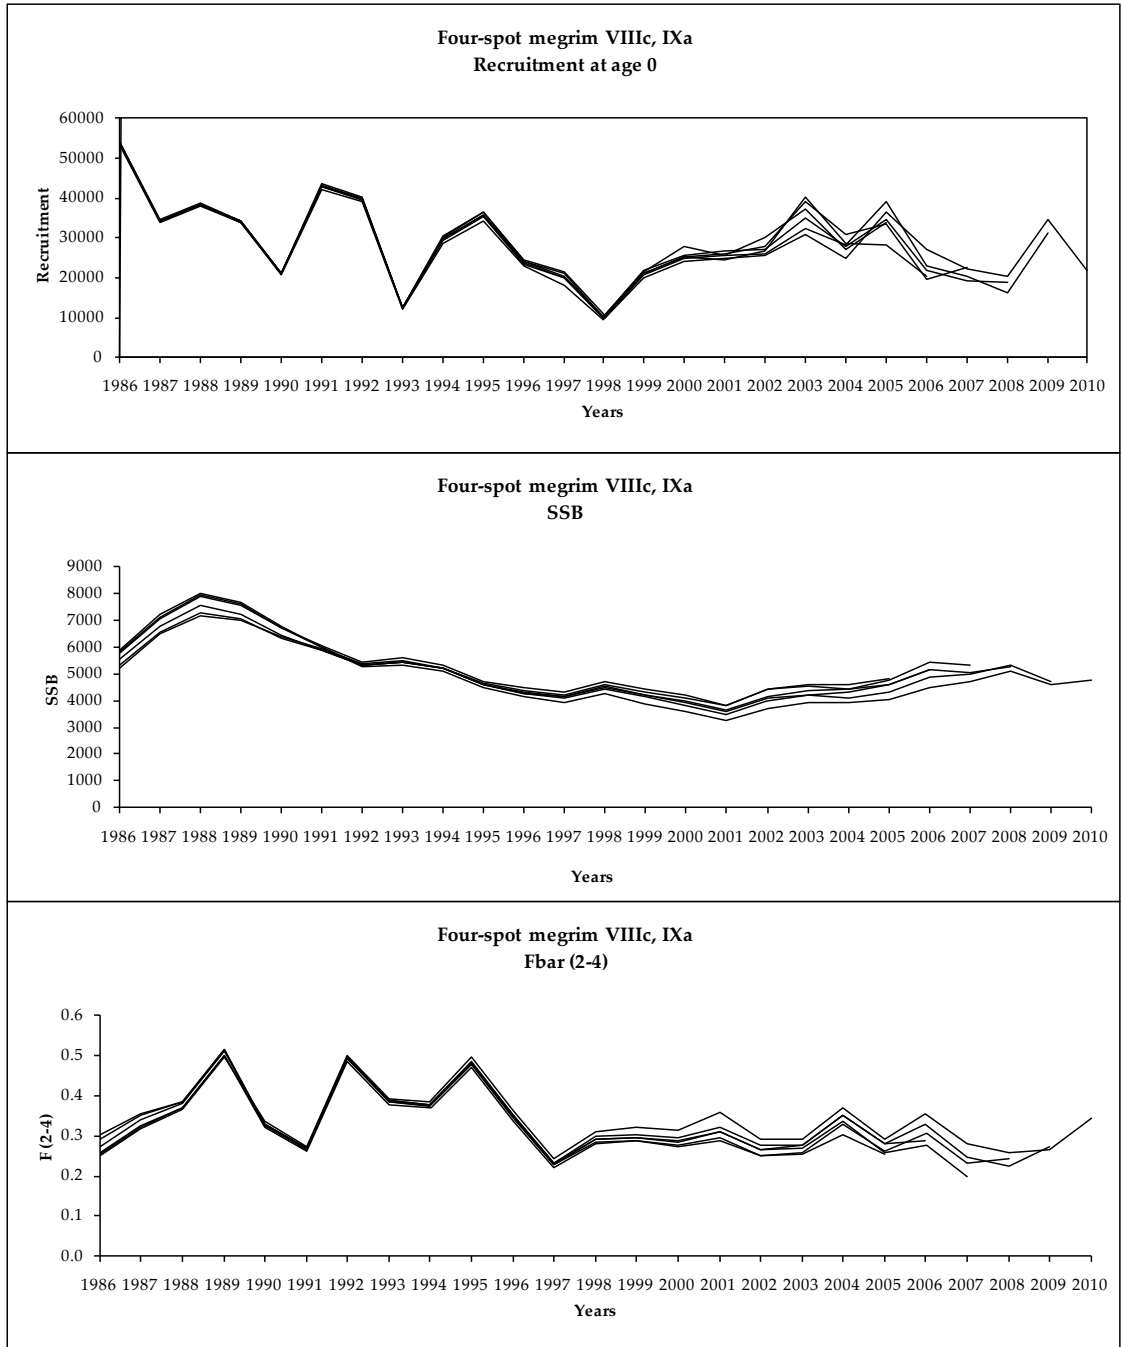 Four-spot megrim VIIIc, IXa
Recruitment at age 0
60000
50000
40000
30000
20000
10000
0
Recruitment
1986 1987 1988 1989 1990 1991 1992 1993 1994 1995 1996 1997 1998 1999 2000 2001 2002 2003 2004 2005 2006 2007 2008 2009 2010
Years
Four-spot megrim VIIIc, IXa
SSB
9000
8000
7000
6000
5000
4000
3000
2000
1000
0
SSB
1986 1987 1988 1989 1990 1991 1992 1993 1994 1995 1996 1997 1998 1999 2000 2001 2002 2003 2004 2005 2006 2007 2008 2009 2010
Years
Four-spot megrim VIIIc, IXa
Fbar (2-4)
0.6
0.5
0.4
0.3
0.2
0.1
0.0
F (2-4)
1986 1987 1988 1989 1990 1991 1992 1993 1994 1995 1996 1997 1998 1999 2000 2001 2002 2003 2004 2005 2006 2007 2008 2009 2010
Years